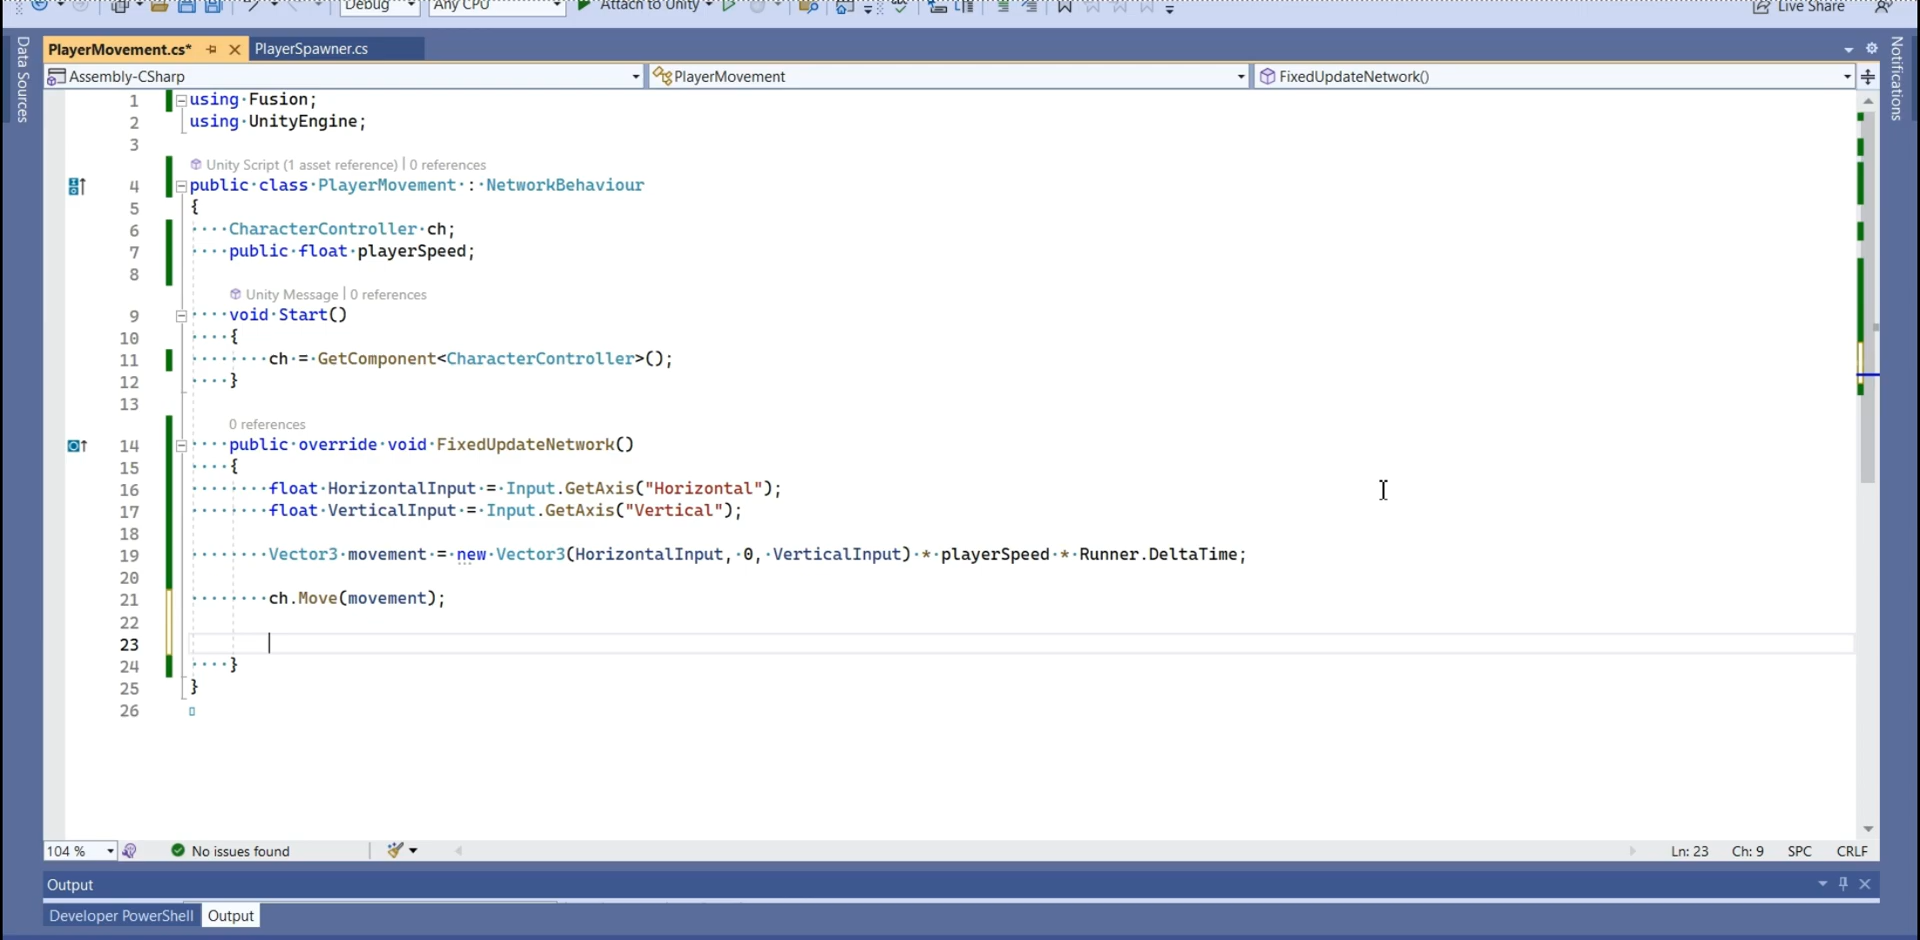 Debug Any CPU Attach to Unity Live Share
Data Sources
PlayerMovement.cs* PlayerSpawner.cs
Notifications
Assembly-CSharp PlayerMovement FixedUpdateNetwork()
1 using Fusion;
2 using UnityEngine;
3
Unity Script (1 asset reference) | 0 references
4 public class PlayerMovement : NetworkBehaviour
5 {
6 CharacterController ch;
7 public float playerSpeed;
8
Unity Message | 0 references
9 void Start()
10 {
11 ch = GetComponent<CharacterController>();
12 }
13
0 references
14 public override void FixedUpdateNetwork()
15 {
16 float HorizontalInput = Input.GetAxis("Horizontal");
17 float VerticalInput = Input.GetAxis("Vertical");
18
19 Vector3 movement = new Vector3(HorizontalInput, 0, VerticalInput) * playerSpeed * Runner.DeltaTime;
20
21 ch.Move(movement);
22
23
24 }
25 }
26
104 % No issues found Ln: 23 Ch: 9 SPC CRLF
Output
Developer PowerShell Output